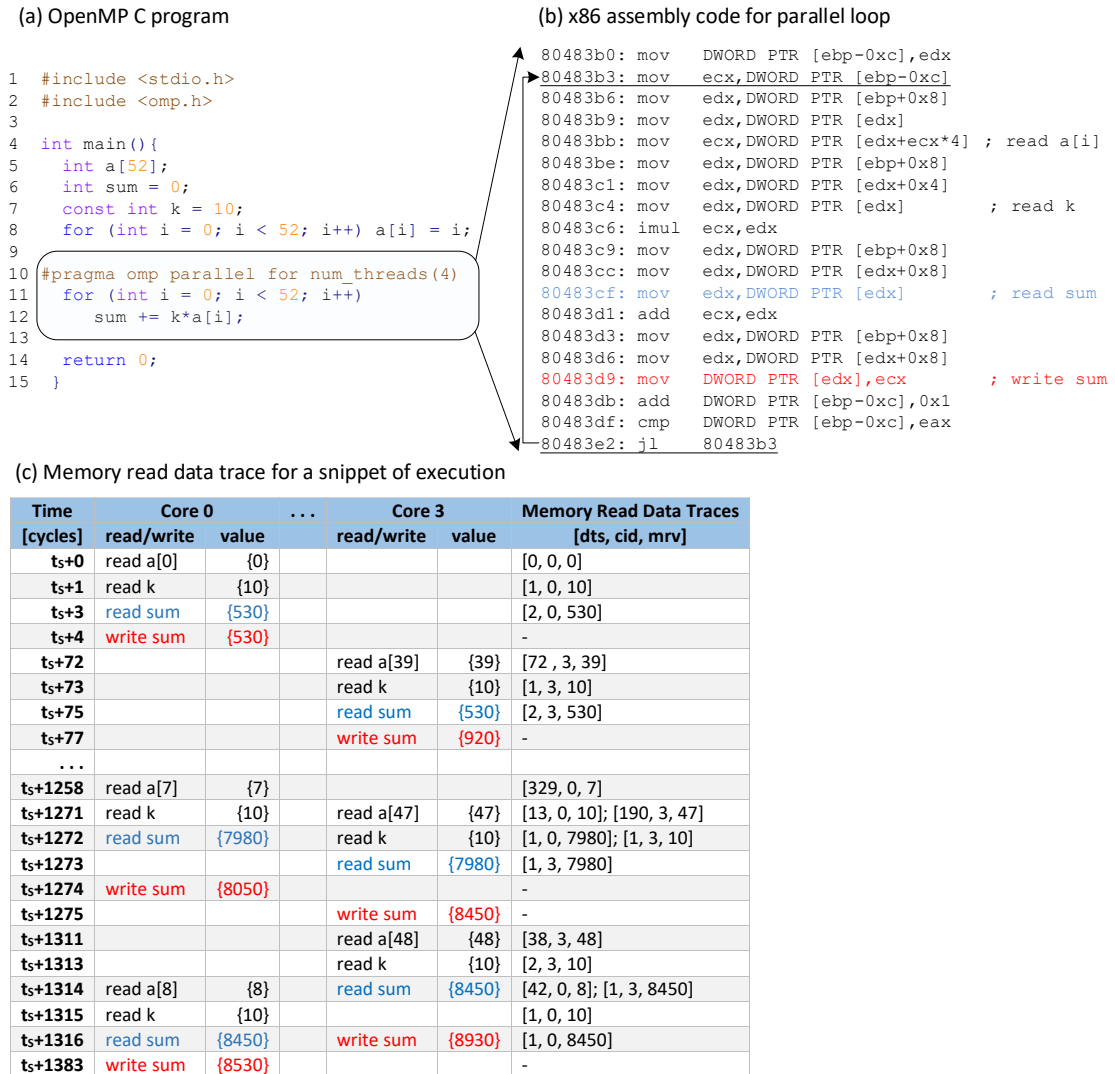 (a) OpenMP C program
1 #include <stdio.h>
2 #include <omp.h>
3
4 int main(){
5 int a[52];
6 int sum = 0;
7 const int k = 10;
8 for (int i = 0; i < 52; i++) a[i] = i;
9
10 #pragma omp parallel for num_threads(4)
11 for (int i = 0; i < 52; i++)
12 sum += k*a[i];
13
14 return 0;
15 }
(b) x86 assembly code for parallel loop
80483b0: mov DWORD PTR [ebp-0xc],edx
80483b3: mov ecx,DWORD PTR [ebp-0xc]
80483b6: mov edx,DWORD PTR [ebp+0x8]
80483b9: mov edx,DWORD PTR [edx]
80483bb: mov ecx,DWORD PTR [edx+ecx*4] ; read a[i]
80483be: mov edx,DWORD PTR [ebp+0x8]
80483c1: mov edx,DWORD PTR [edx+0x4]
80483c4: mov edx,DWORD PTR [edx] ; read k
80483c6: imul ecx,edx
80483c9: mov edx,DWORD PTR [ebp+0x8]
80483cc: mov edx,DWORD PTR [edx+0x8]
80483cf: mov edx,DWORD PTR [edx] ; read sum
80483d1: add ecx,edx
80483d3: mov edx,DWORD PTR [ebp+0x8]
80483d6: mov edx,DWORD PTR [edx+0x8]
80483d9: mov DWORD PTR [edx],ecx ; write sum
80483db: add DWORD PTR [ebp-0xc],0x1
80483df: cmp DWORD PTR [ebp-0xc],eax
80483e2: jl 80483b3
(c) Memory read data trace for a snippet of execution
Time Core 0 . . . Core 3 Memory Read Data Traces
[cycles] read/write value read/write value [dts, cid, mrv]
tS+0 read a[0] {0} [0, 0, 0]
tS+1 read k {10} [1, 0, 10]
tS+3 read sum {530} [2, 0, 530]
tS+4 write sum {530} -
tS+72 read a[39] {39} [72 , 3, 39]
tS+73 read k {10} [1, 3, 10]
tS+75 read sum {530} [2, 3, 530]
tS+77 write sum {920} -
. . .
tS+1258 read a[7] {7} [329, 0, 7]
tS+1271 read k {10} read a[47] {47} [13, 0, 10]; [190, 3, 47]
tS+1272 read sum {7980} read k {10} [1, 0, 7980]; [1, 3, 10]
tS+1273 read sum {7980} [1, 3, 7980]
tS+1274 write sum {8050} -
tS+1275 write sum {8450} -
tS+1311 read a[48] {48} [38, 3, 48]
tS+1313 read k {10} [2, 3, 10]
tS+1314 read a[8] {8} read sum {8450} [42, 0, 8]; [1, 3, 8450]
tS+1315 read k {10} [1, 0, 10]
tS+1316 read sum {8450} write sum {8930} [1, 0, 8450]
tS+1383 write sum {8530} -